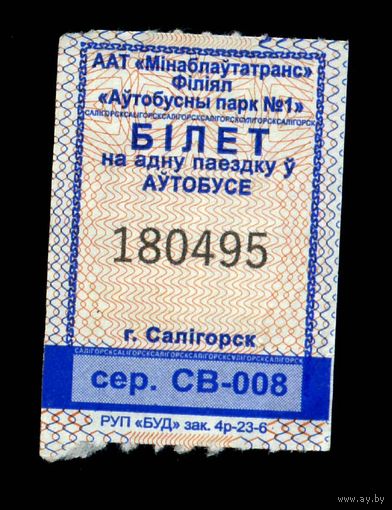 ААТ «Мінаблаўтатранс»
Філіял
«Аўтобусны парк №1»
САЛІГОРСКСАЛІГОРСКСАЛІГОРСКСАЛІГОРСКСАЛІГОРСК
БІЛЕТ
на адну паездку ў
АЎТОБУСЕ
180495
г. Салігорск
САЛІГОРСКСАЛІГОРСКСАЛІГОРСКСАЛІГОРСКСАЛІГОРСК
сер. СВ-008
РУП «БУД» зак. 4р-23-6
www.ay.by